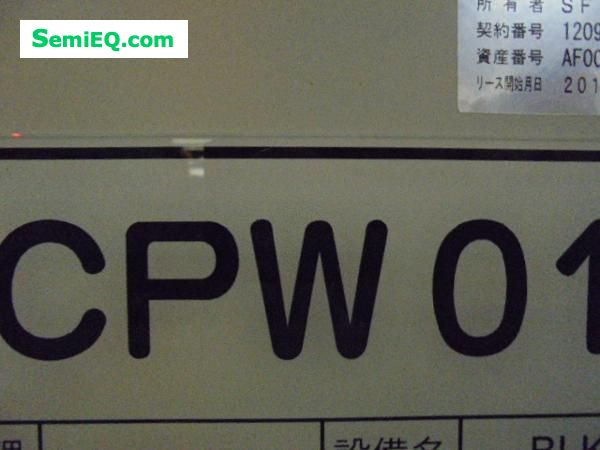 SemiEQ.com
所有者 SF
契約番号 1209
資産番号 AF00
リース開始月日 201
CPW 01
設備名